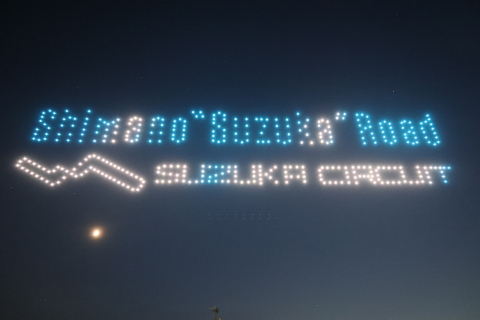 Shimano "Suzuka" Road
SUZUKA CIRCUIT